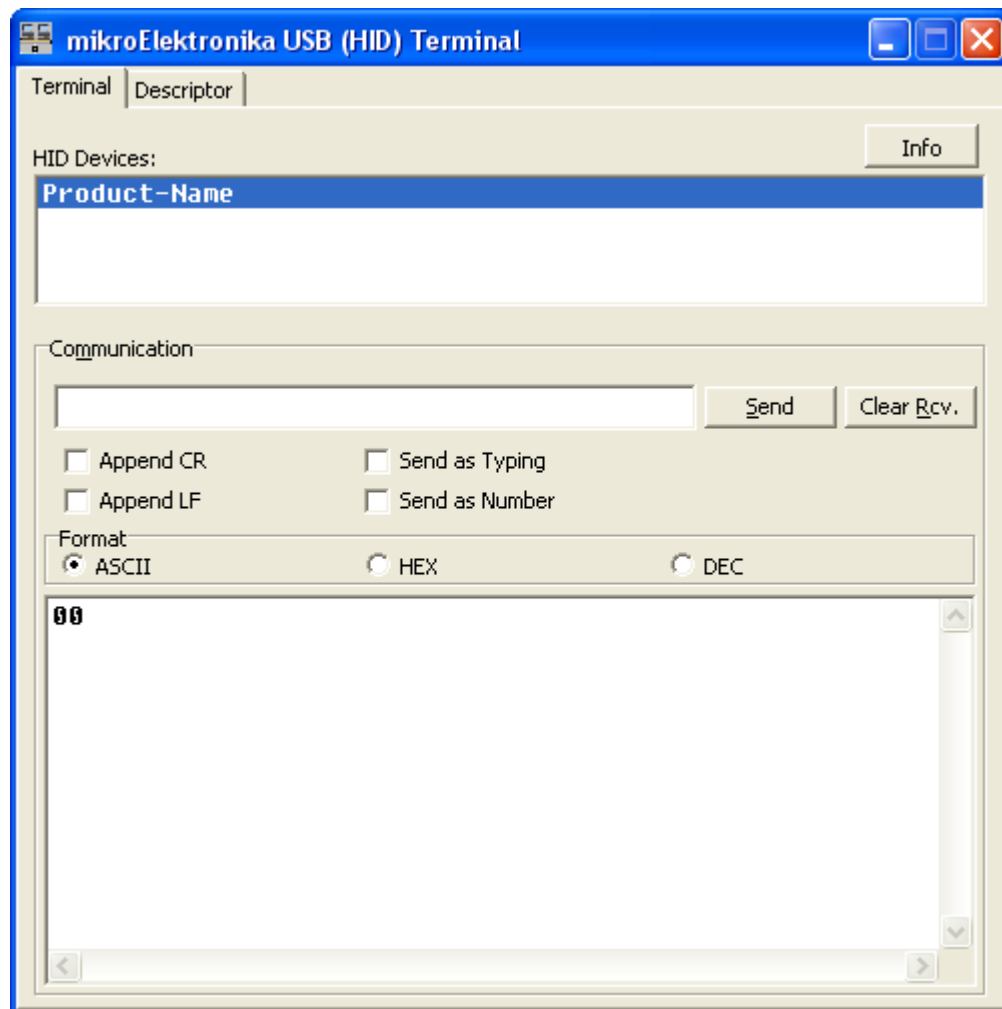 mikroElektronika USB (HID) Terminal
Terminal Descriptor
Info
HID Devices:
Product-Name
Communication
Send Clear Rcv.
Append CR Send as Typing
Append LF Send as Number
Format
ASCII HEX DEC
00